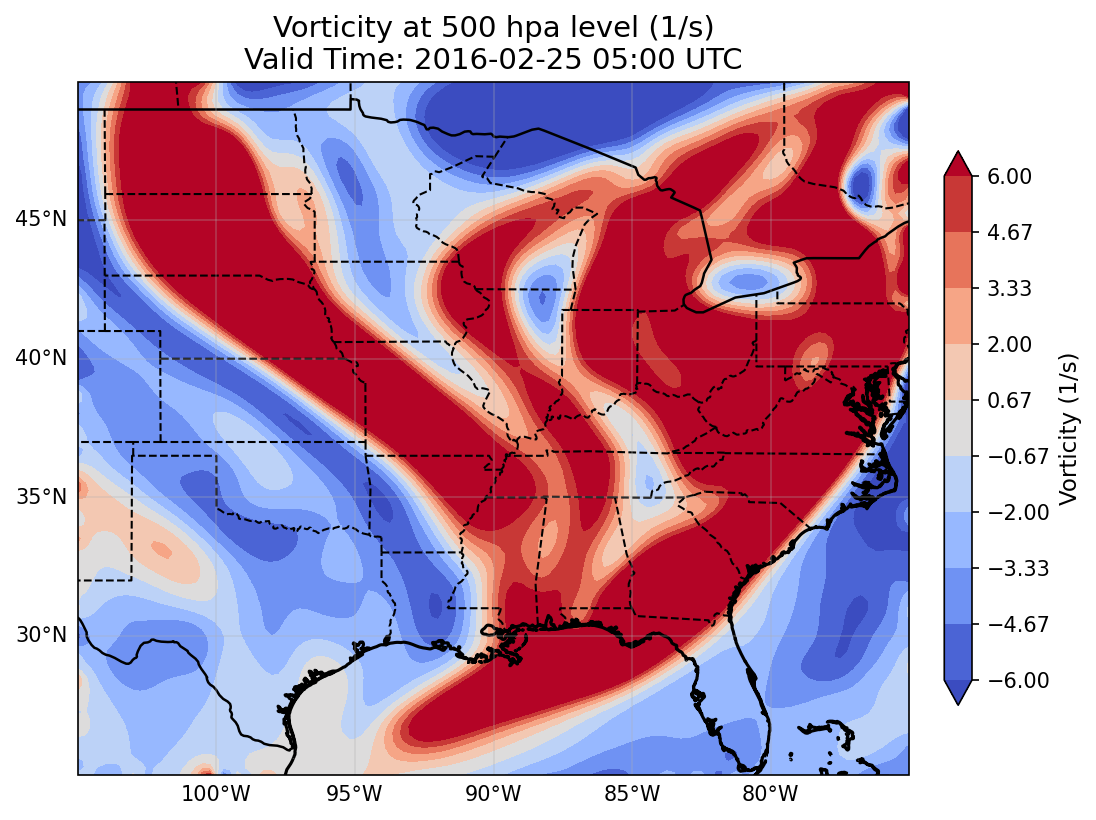 Vorticity at 500 hpa level (1/s)
Valid Time: 2016-02-25 05:00 UTC
45°N
40°N
35°N
30°N
100°W
95°W
90°W
85°W
80°W
6.00
4.67
3.33
2.00
0.67
−0.67
−2.00
−3.33
−4.67
−6.00
Vorticity (1/s)